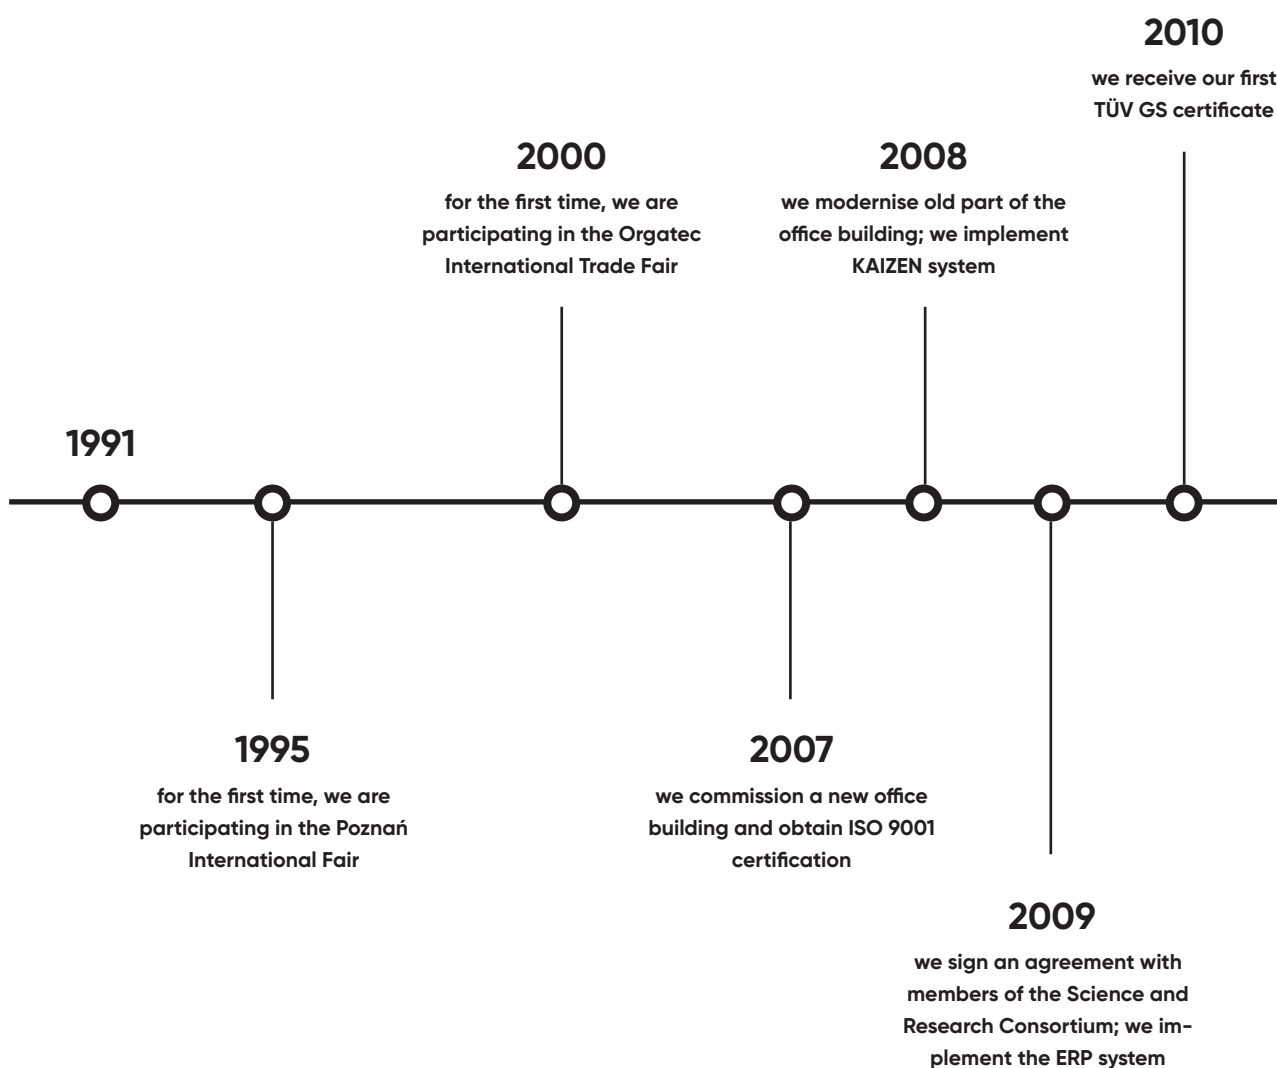 2010
we receive our first
TÜV GS certificate
2000
for the first time, we are
participating in the Orgatec
International Trade Fair
2008
we modernise old part of the
office building; we implement
KAIZEN system
1991
1995
for the first time, we are
participating in the Poznań
International Fair
2007
we commission a new office
building and obtain ISO 9001
certification
2009
we sign an agreement with
members of the Science and
Research Consortium; we im-
plement the ERP system